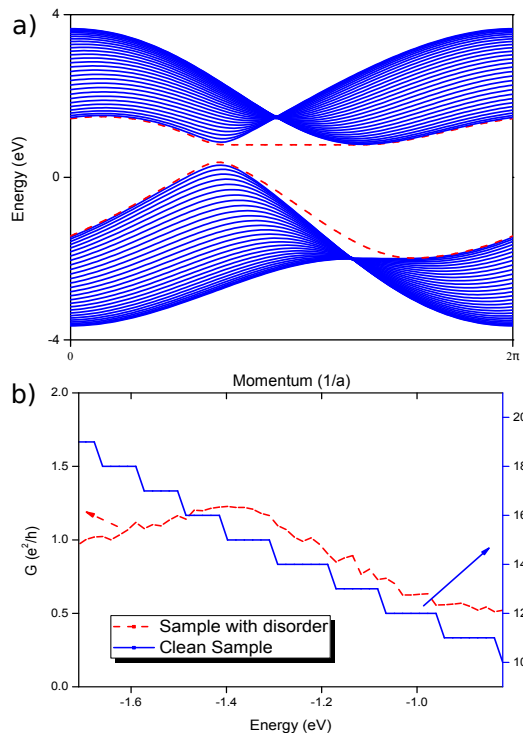 a)
4
0
-4
Energy (eV)
0
2π
Momentum (1/a)
b)
2.0
1.5
1.0
0.5
0.0
G (e²/h)
20
18
16
14
12
10
Sample with disorder
Clean Sample
-1.6
-1.4
-1.2
-1.0
Energy (eV)